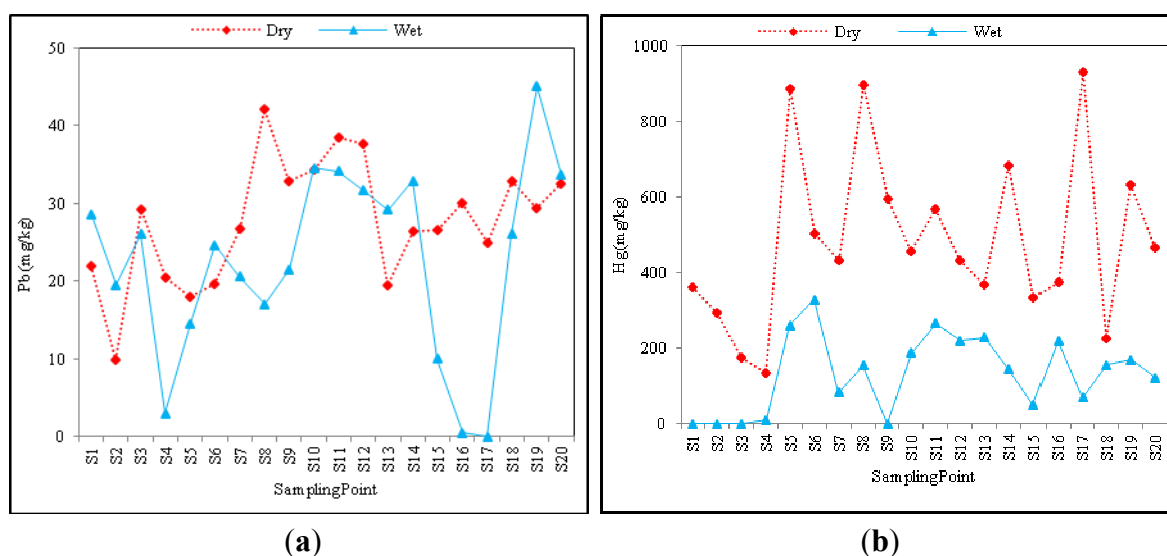 Dry Wet
50
40
30
20
10
0
Pb(mg/kg)
S1 S2 S3 S4 S5 S6 S7 S8 S9 S10 S11 S12 S13 S14 S15 S16 S17 S18 S19 S20
SamplingPoint
(a)
Dry Wet
1000
800
600
400
200
0
Hg(mg/kg)
S1 S2 S3 S4 S5 S6 S7 S8 S9 S10 S11 S12 S13 S14 S15 S16 S17 S18 S19 S20
SamplingPoint
(b)